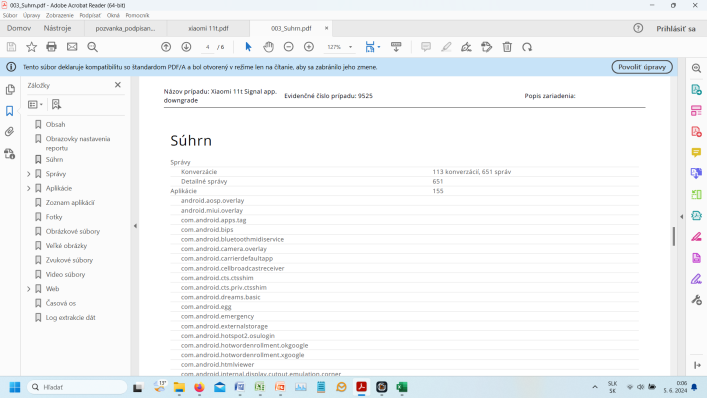 003_Suhrn.pdf - Adobe Acrobat Reader (64-bit)
Súbor Úpravy Zobrazenie Podpísať Okná Pomocník
Domov Nástroje pozvanka_podpisan... xiaomi 11t.pdf 003_Suhrn.pdf × Prihlásiť sa
4 / 6 127%
Tento súbor deklaruje kompatibilitu so štandardom PDF/A a bol otvorený v režime len na čítanie, aby sa zabránilo jeho zmene. Povoliť úpravy
Záložky
Obsah
Obrazovky nastavenia
reportu
Súhrn
Správy
Aplikácie
Zoznam aplikácií
Fotky
Obrázkové súbory
Veľké obrázky
Zvukové súbory
Video súbory
Web
Časová os
Log extrakcie dát
Názov prípadu: Xiaomi 11t Signal app.
downgrade
Evidenčné číslo prípadu: 9525
Popis zariadenia:
Súhrn
Správy
Konverzácie 113 konverzácií, 651 správ
Detailné správy 651
Aplikácie 155
android.aosp.overlay
android.miui.overlay
com.android.apps.tag
com.android.bips
com.android.bluetoothmidiservice
com.android.camera.overlay
com.android.carrierdefaultapp
com.android.cellbroadcastreceiver
com.android.cts.ctsshim
com.android.cts.priv.ctsshim
com.android.dreams.basic
com.android.egg
com.android.emergency
com.android.externalstorage
com.android.hotspot2.osulogin
com.android.hotwordenrollment.okgoogle
com.android.hotwordenrollment.xgoogle
com.android.htmlviewer
com.android.internal.display.cutout.emulation.corner
Hľadať
13°
SLK
SK
0:06
5. 6. 2024